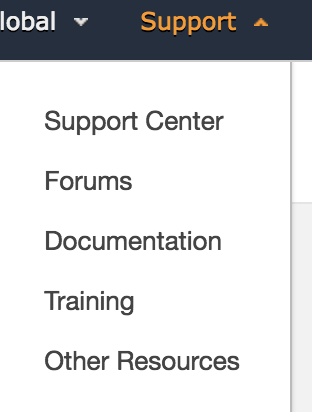 lobal Support
Support Center
Forums
Documentation
Training
Other Resources